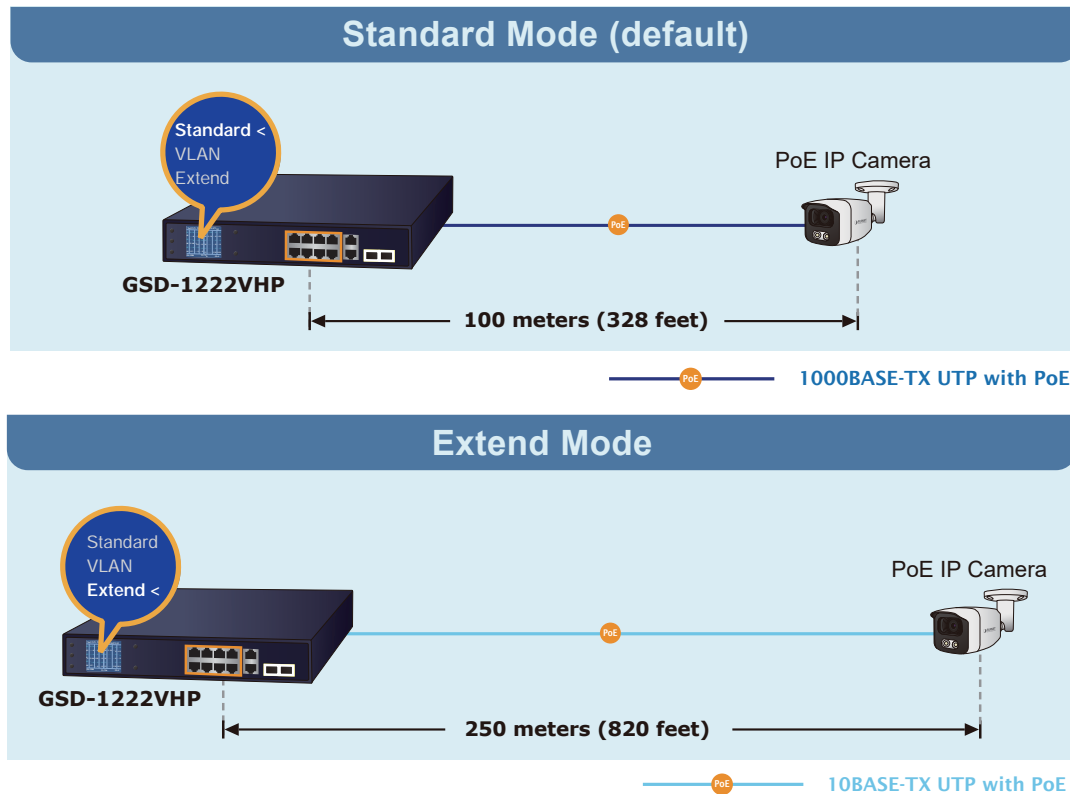 Standard Mode (default)
Standard <
VLAN
Extend
PoE IP Camera
PoE
GSD-1222VHP
100 meters (328 feet)
PoE
1000BASE-TX UTP with PoE
Extend Mode
Standard
VLAN
Extend <
PoE IP Camera
PoE
GSD-1222VHP
250 meters (820 feet)
PoE
10BASE-TX UTP with PoE